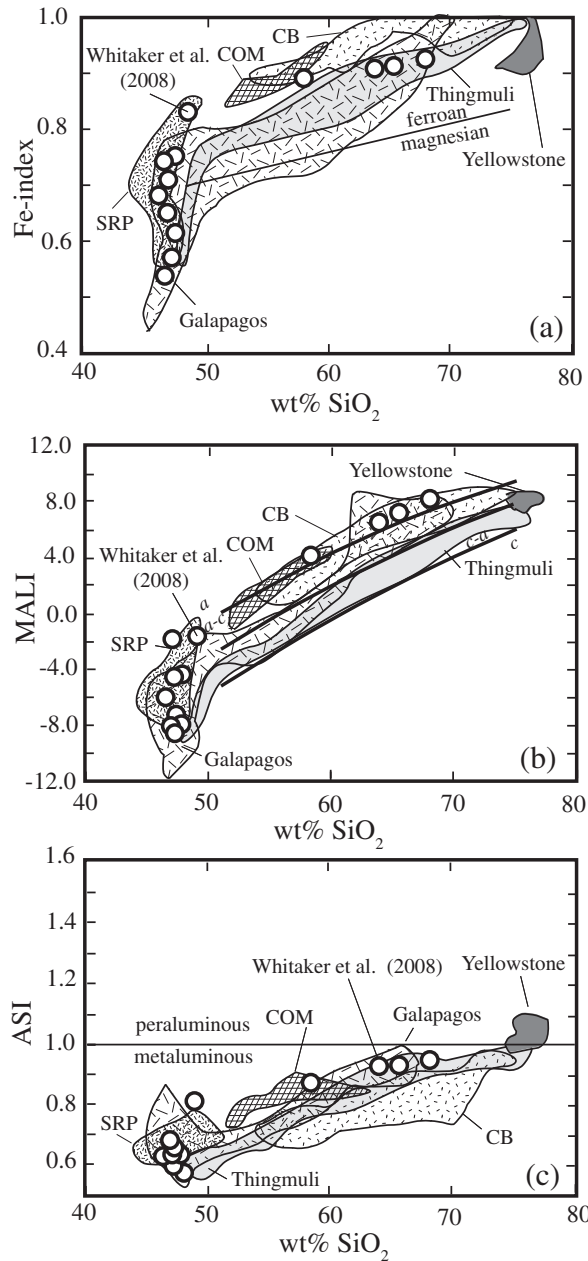 1.0
0.8
0.6
0.4
Fe-index
CB
Whitaker et al.
(2008)
COM
Thingmuli
ferroan
magnesian
Yellowstone
SRP
Galapagos
(a)
40 50 60 70 80
wt% SiO2
12.0
8.0
4.0
0.0
-4.0
-8.0
-12.0
MALI
Yellowstone
CB
COM
Whitaker et al.
(2008)
a
a-c
c-a
c
Thingmuli
SRP
Galapagos
(b)
40 50 60 70 80
wt% SiO2
1.6
1.4
1.2
1.0
0.8
0.6
ASI
Whitaker et al. (2008)
Yellowstone
COM
Galapagos
peraluminous
metaluminous
SRP
CB
Thingmuli
(c)
40 50 60 70 80
wt% SiO2